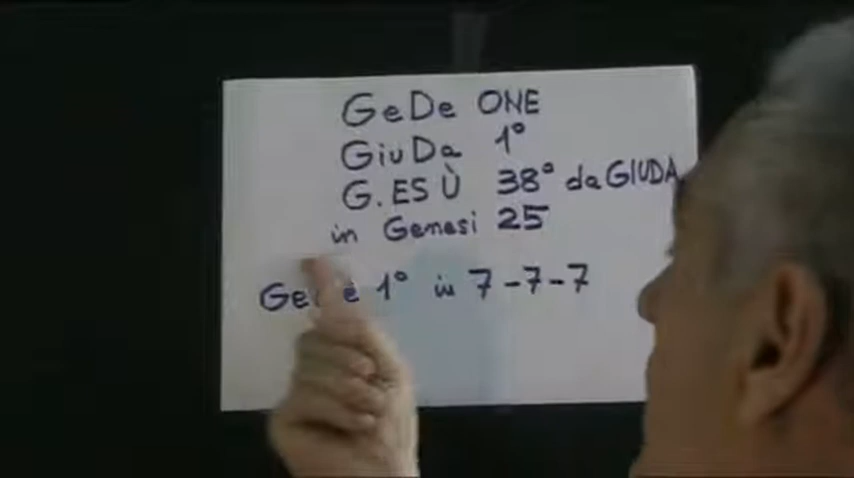 GeDe ONE
GiuDa 1°
G.ESÙ 38° da GIUDA
in Genesi 25
1° in 7-7-7